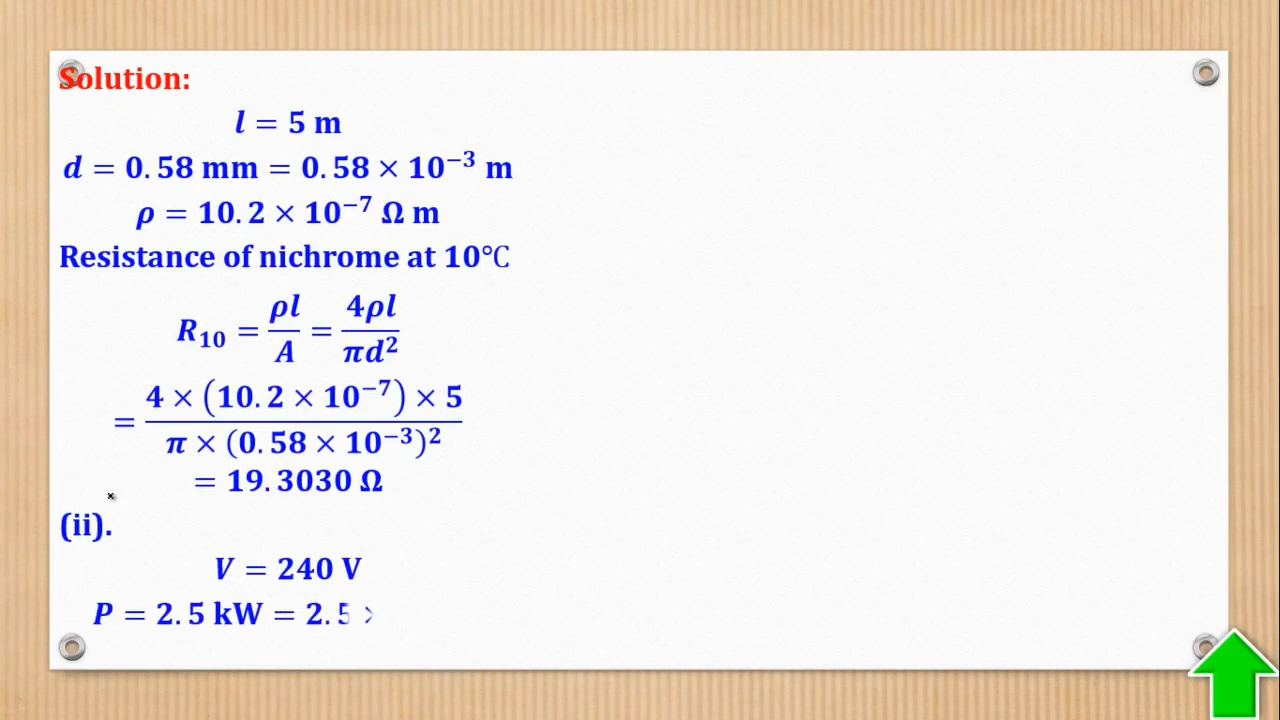 Solution:
l = 5 m
d = 0.58 mm = 0.58 × 10⁻³ m
ρ = 10.2 × 10⁻⁷ Ω m
Resistance of nichrome at 10℃
R₁₀ = ρl/A = 4ρl/πd²
= 4 × (10.2 × 10⁻⁷) × 5 / π × (0.58 × 10⁻³)²
= 19.3030 Ω
(ii).
V = 240 V
P = 2.5 kW = 2.5